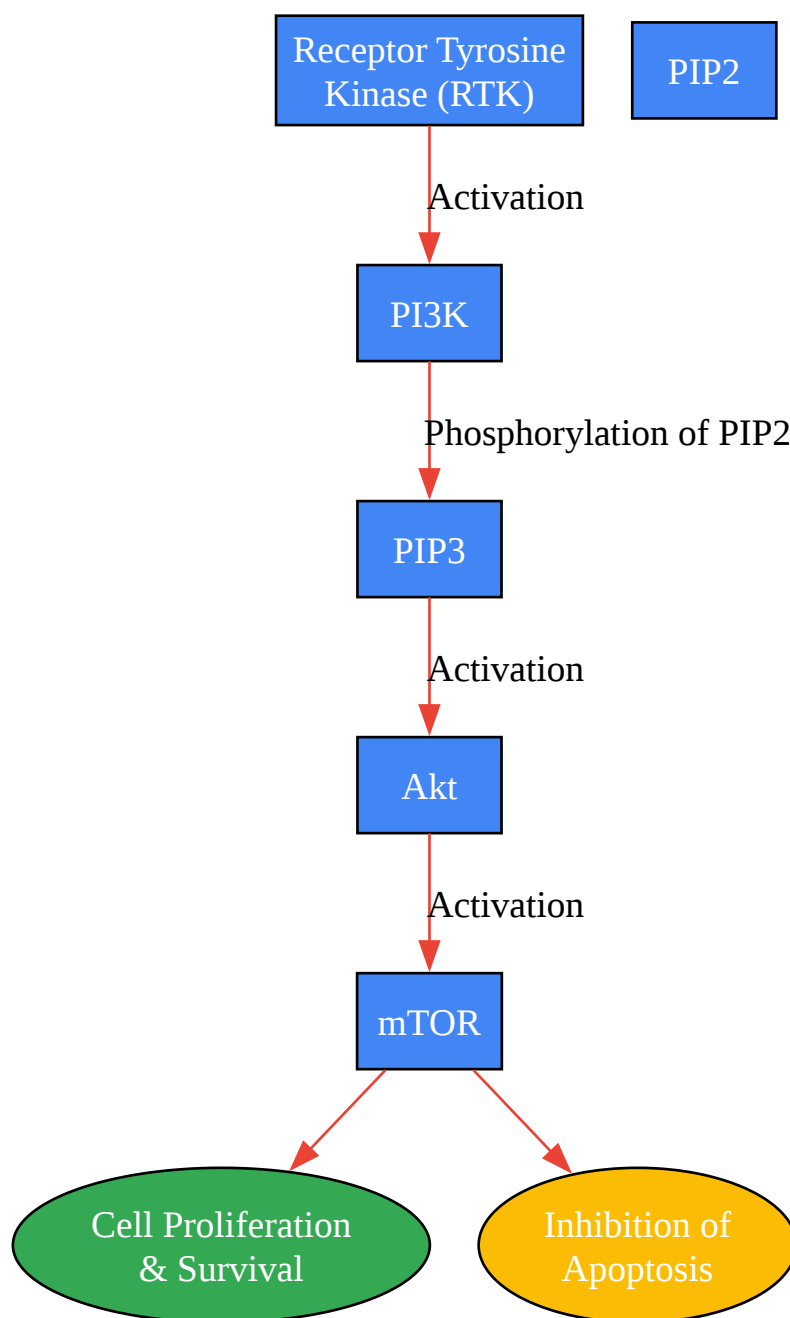 Receptor Tyrosine
Kinase (RTK)
PIP2
Activation
PI3K
Phosphorylation of PIP2
PIP3
Activation
Akt
Activation
mTOR
Cell Proliferation
& Survival
Inhibition of
Apoptosis